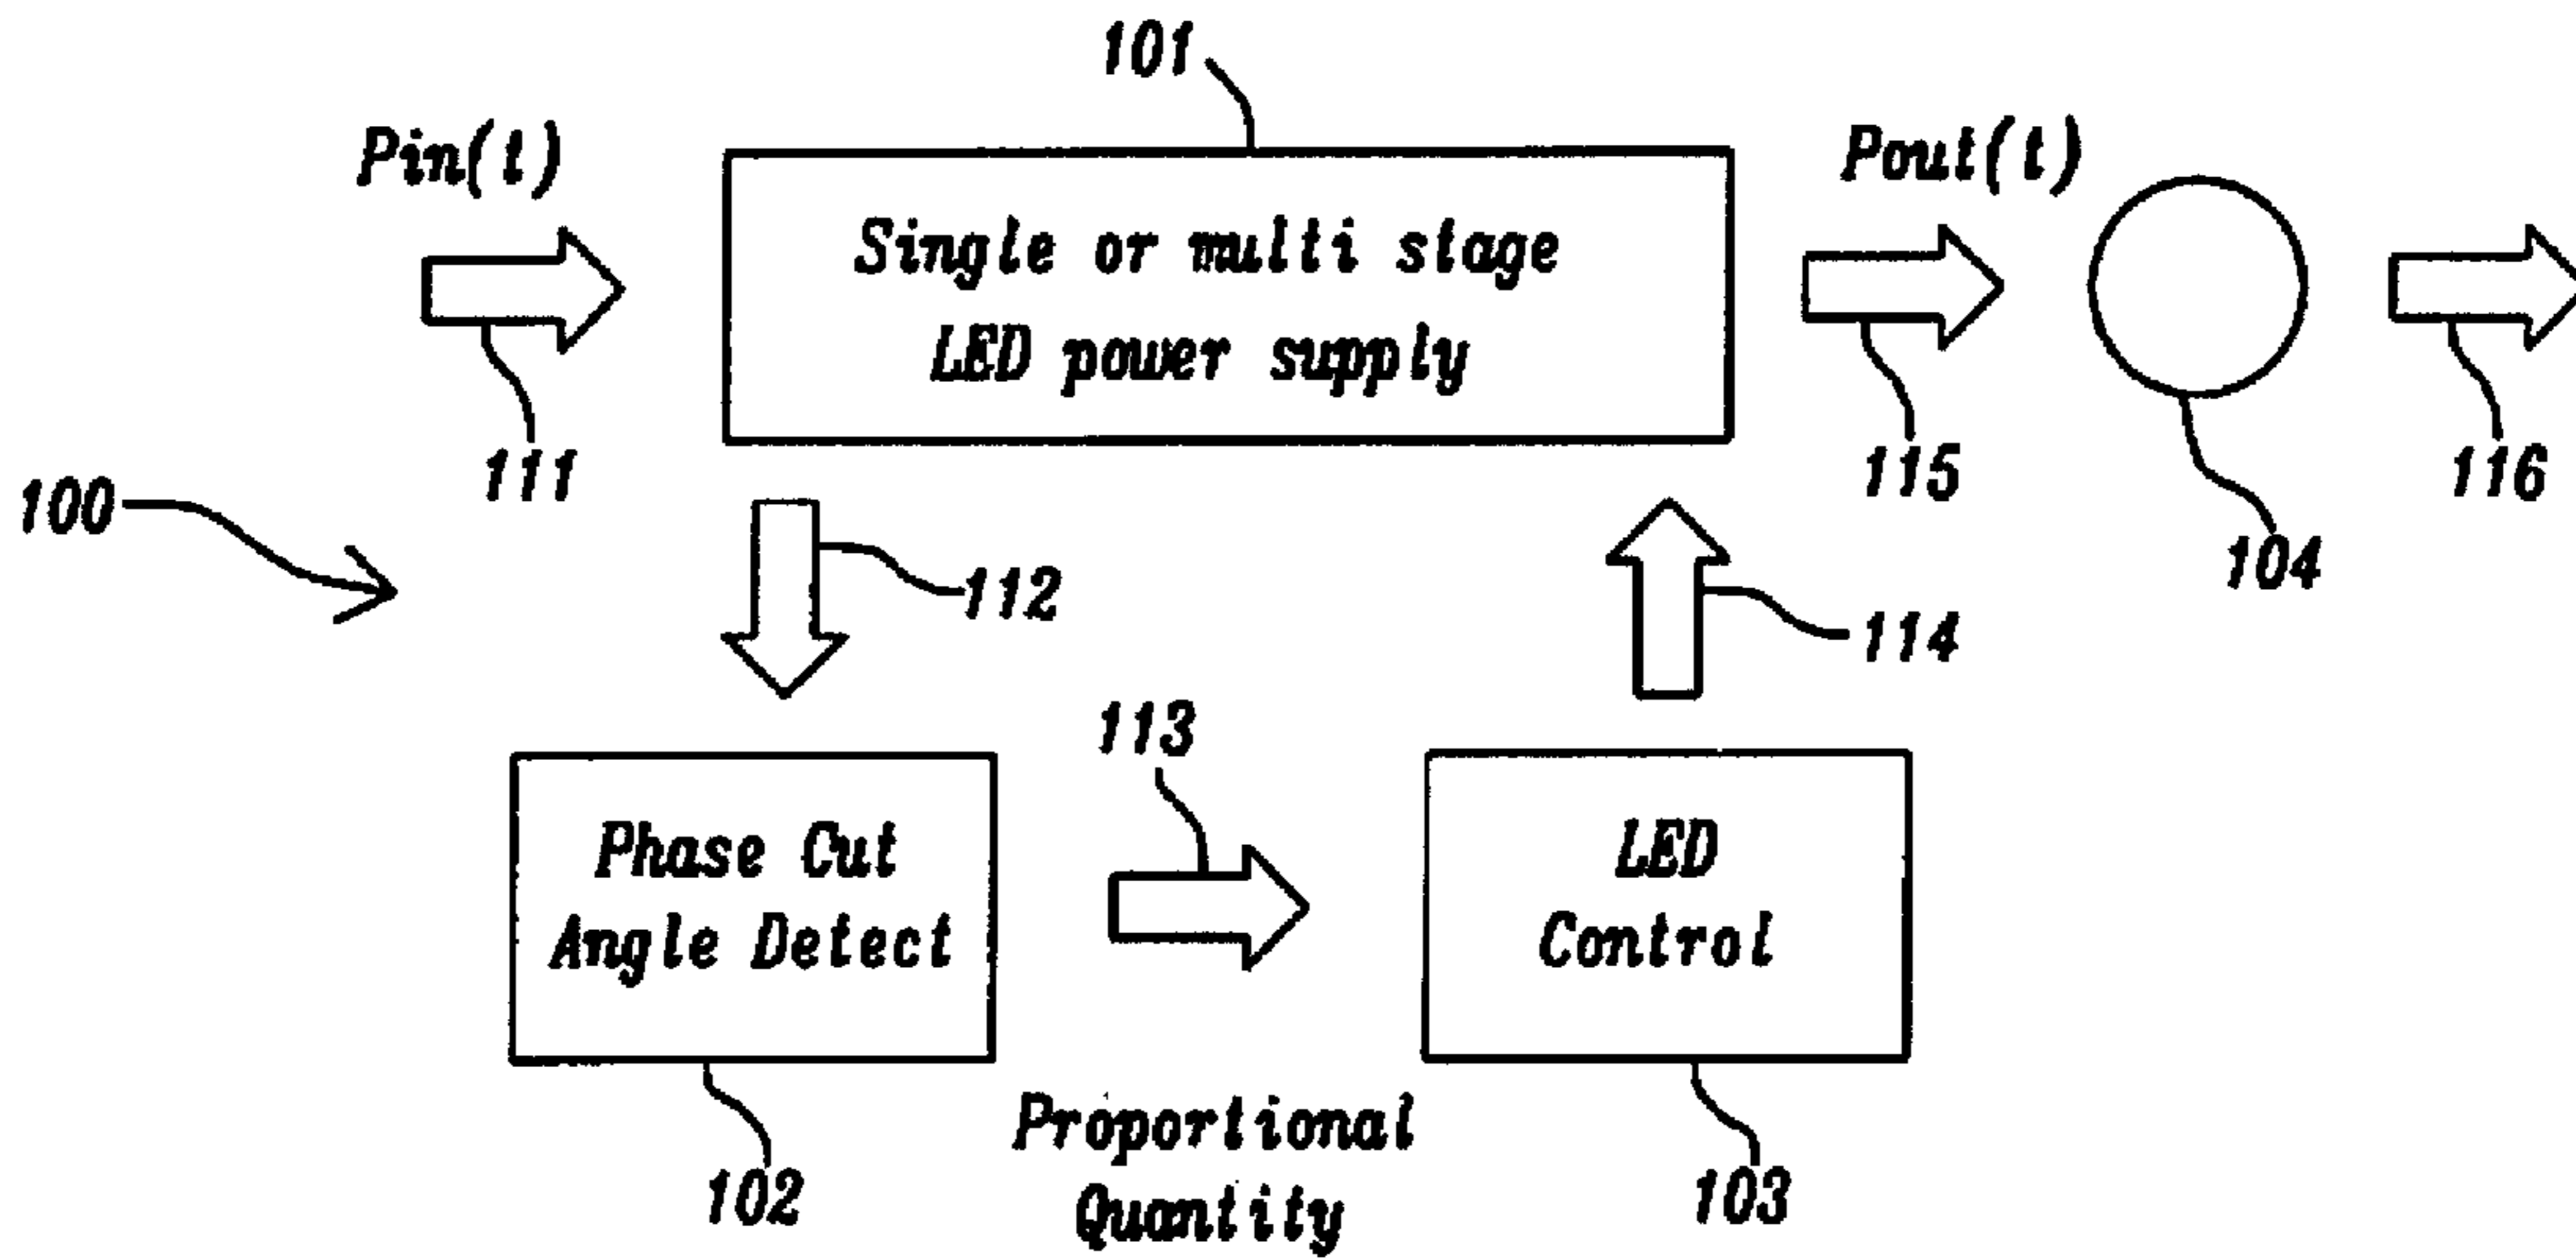 101
Pin(t)
Pout(t)
Single or multi stage
LED power supply
111
115
116
100
104
112
114
113
Phase Cut
Angle Detect
LED
Control
Proportional
Quantity
102
103